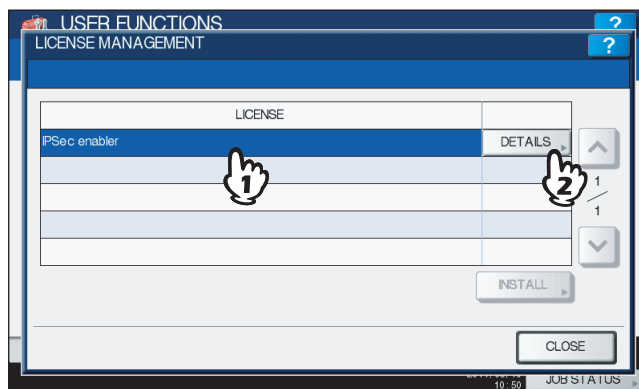 USER FUNCTIONS
?
LICENSE MANAGEMENT
?
LICENSE
IPSec enabler
DETAILS
1
2
1
1
INSTALL
CLOSE
10:50
JOB STATUS